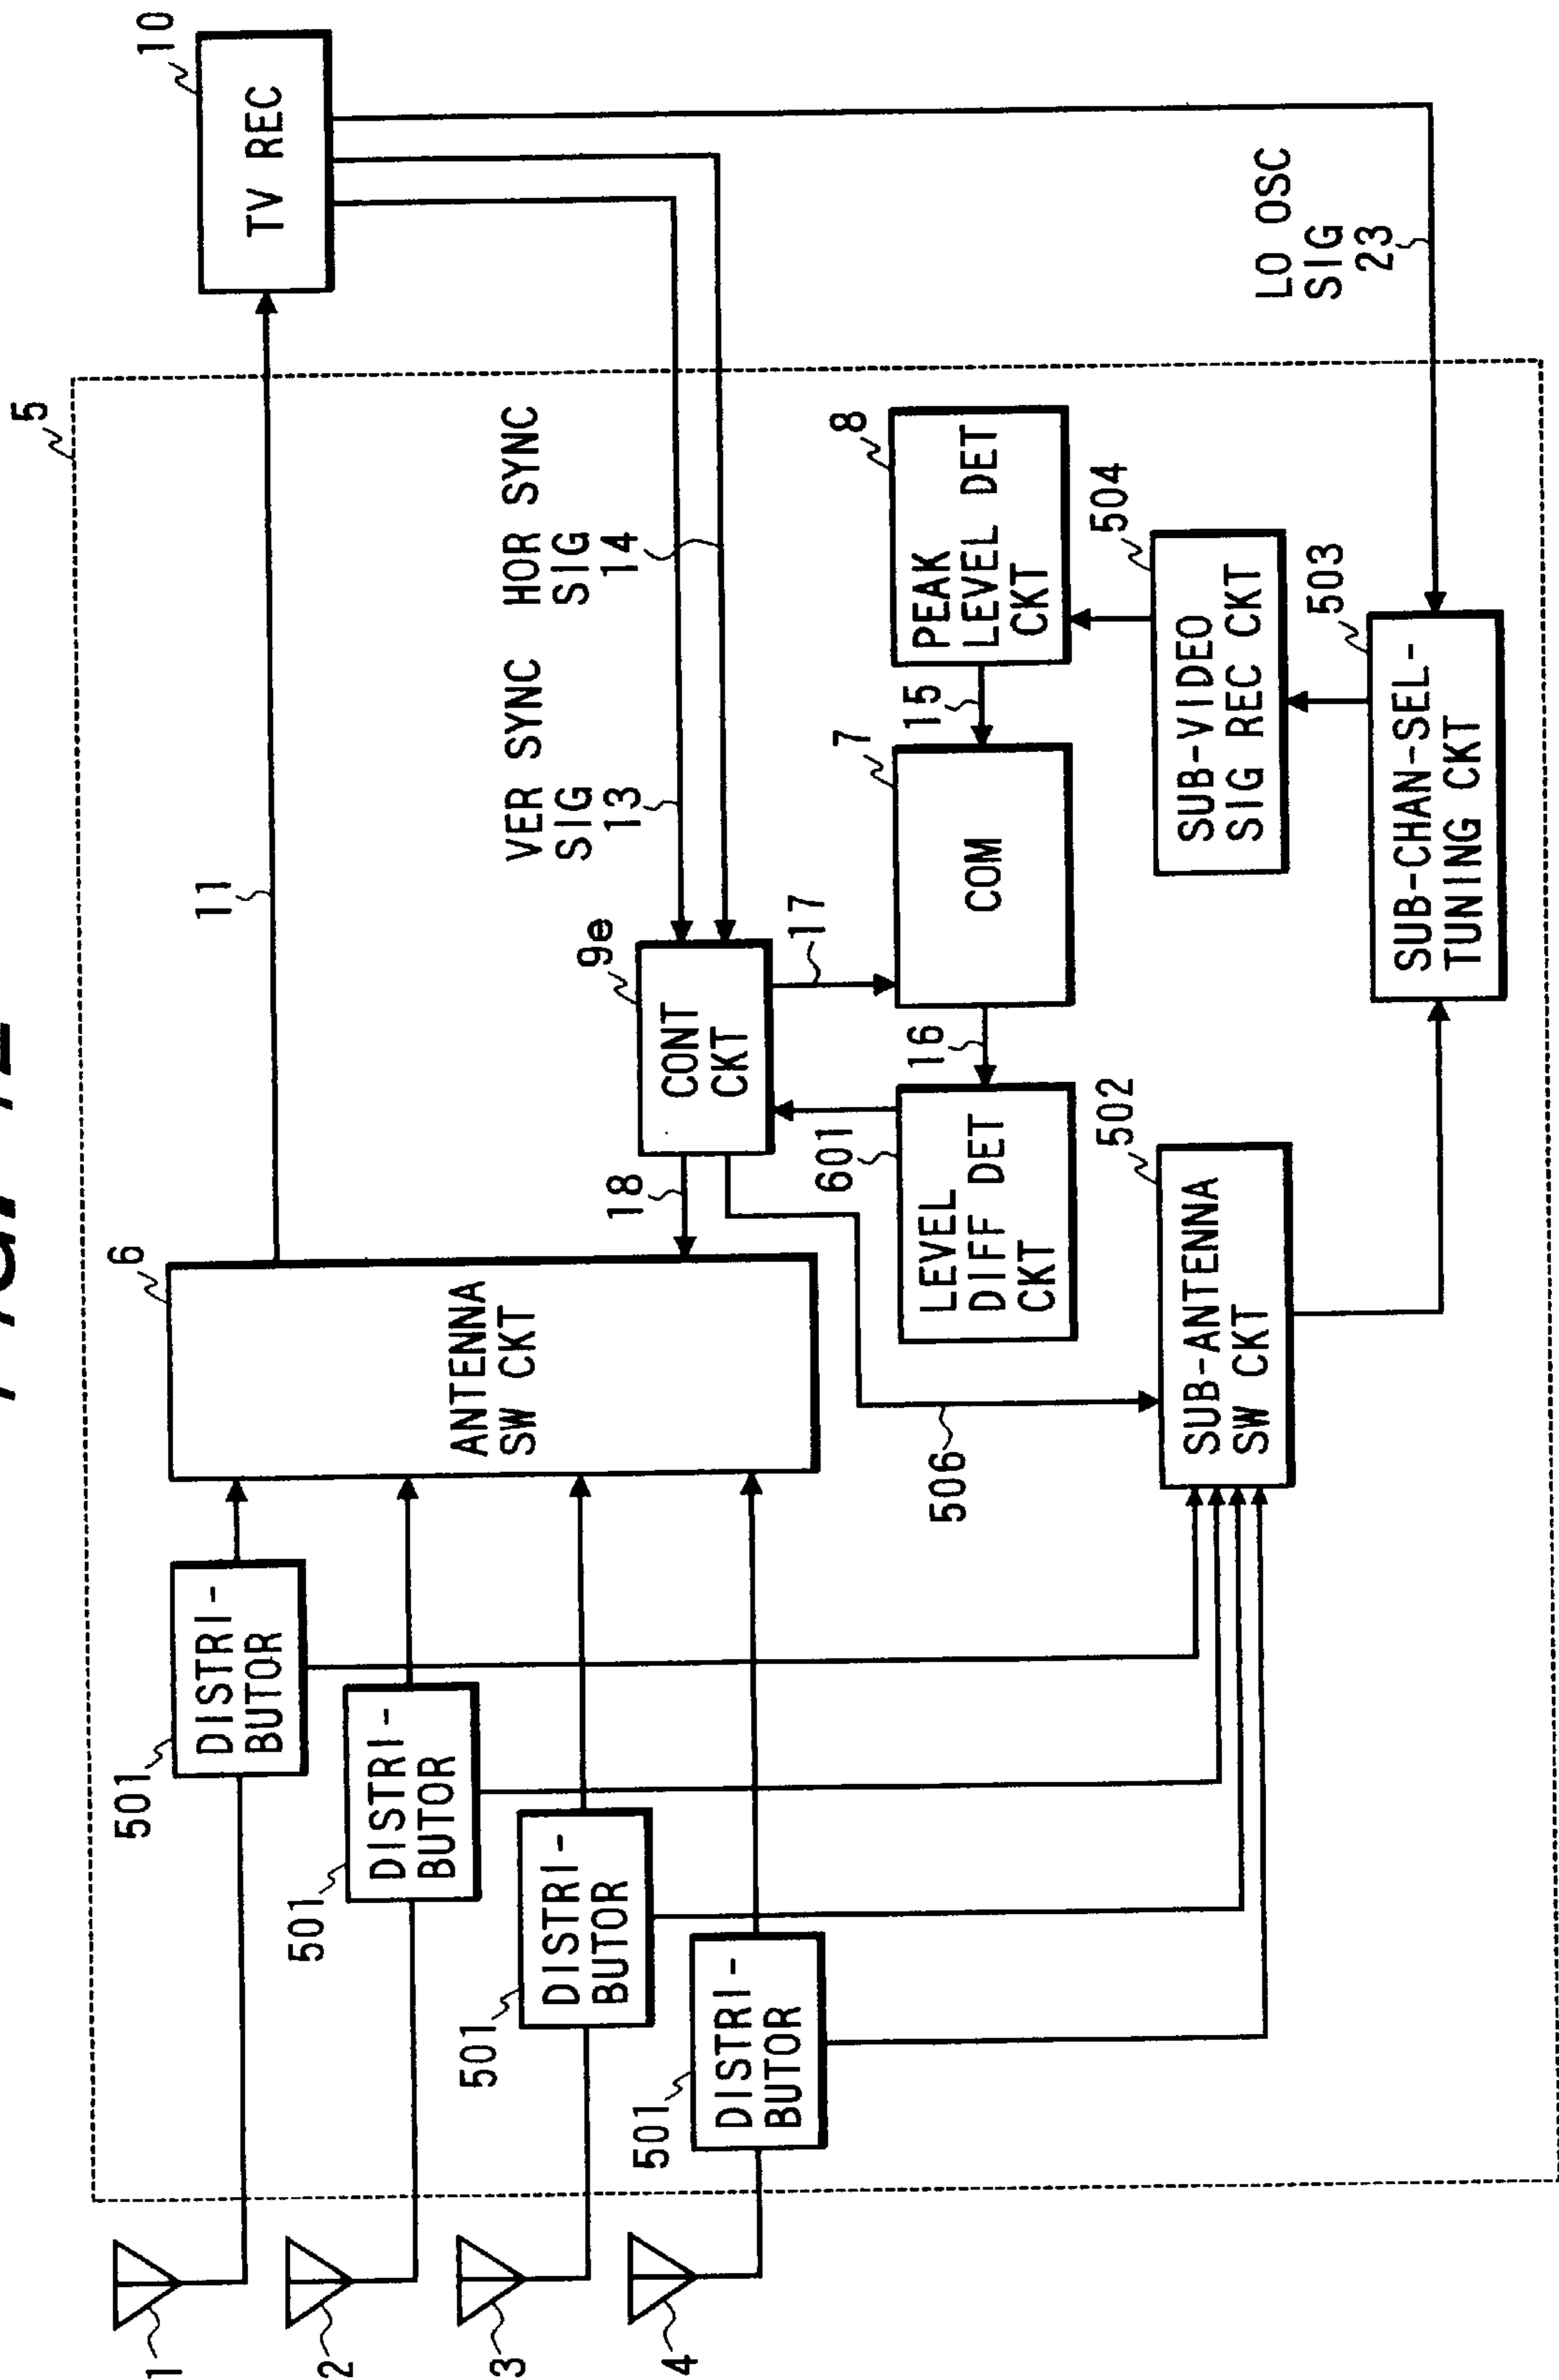 5
10
TV REC
11
VER SYNC
SIG
13
HOR SYNC
SIG
14
LO OSC
SIG
23
6
ANTENNA
SW CKT
18
9e
CONT
CKT
17
8
PEAK
LEVEL DET
CKT
15
7
COM
16
601
LEVEL
DIFF DET
CKT
504
SUB-VIDEO
SIG REC CKT
503
SUB-CHAN-SEL-
TUNING CKT
502
SUB-ANTENNA
SW CKT
506
501
DISTRI-
BUTOR
501
DISTRI-
BUTOR
501
DISTRI-
BUTOR
501
DISTRI-
BUTOR
1
2
3
4